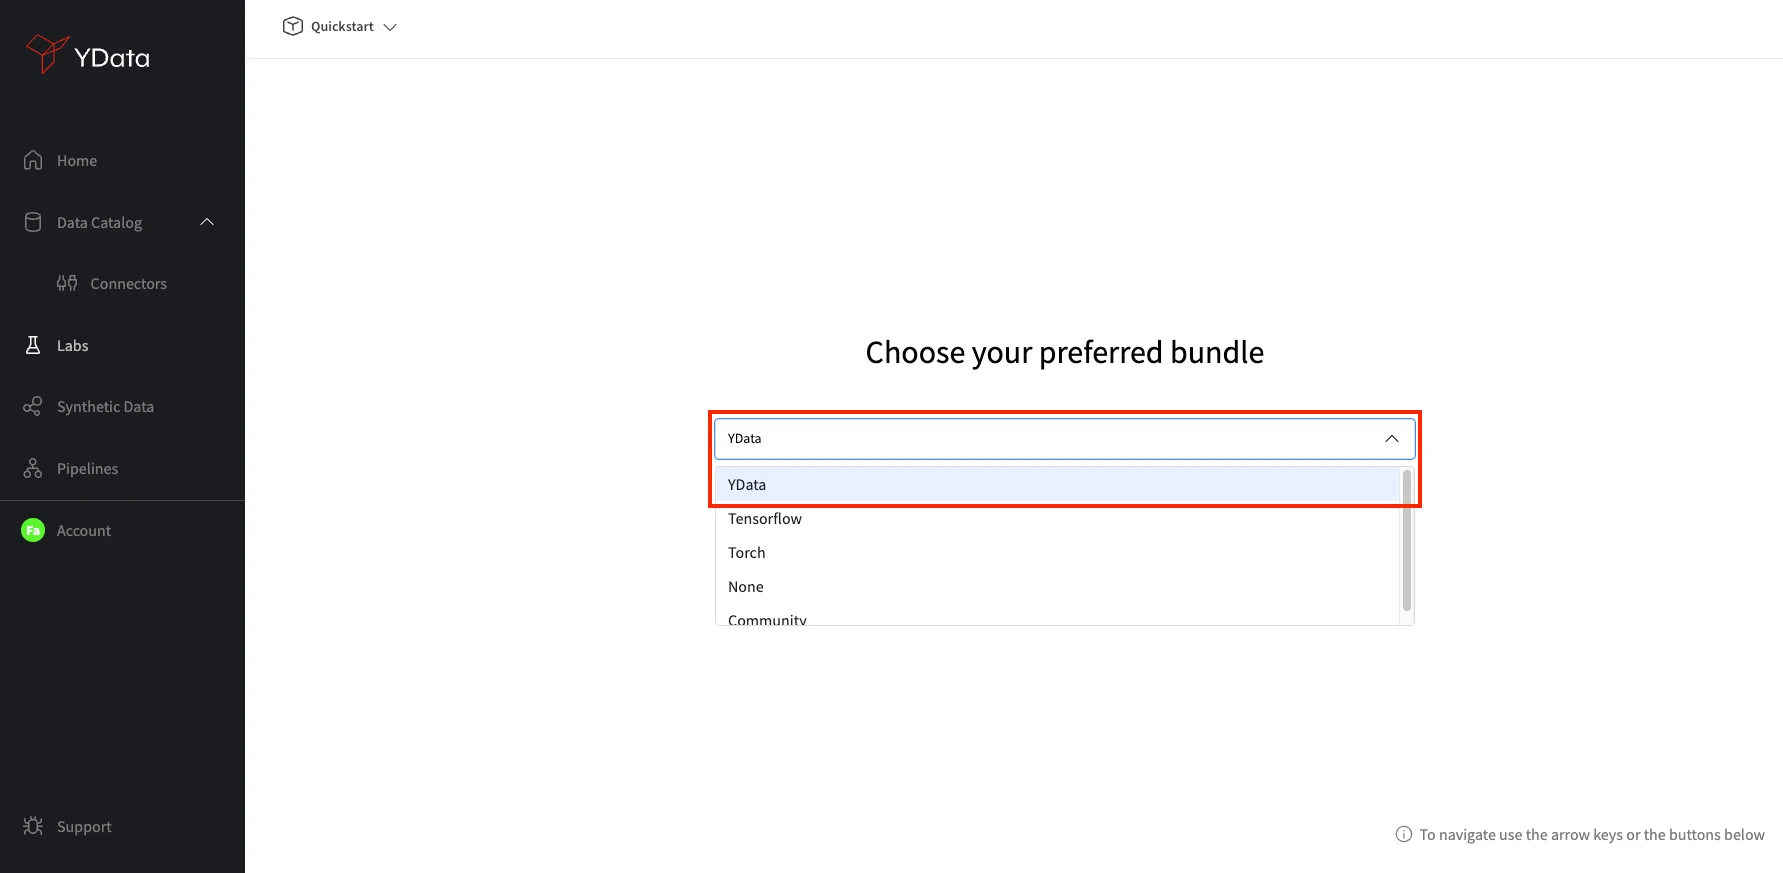 YData
Home
Data Catalog
Connectors
Labs
Synthetic Data
Pipelines
Fa Account
Support
Quickstart
Choose your preferred bundle
YData
YData
Tensorflow
Torch
None
Community
To navigate use the arrow keys or the buttons below